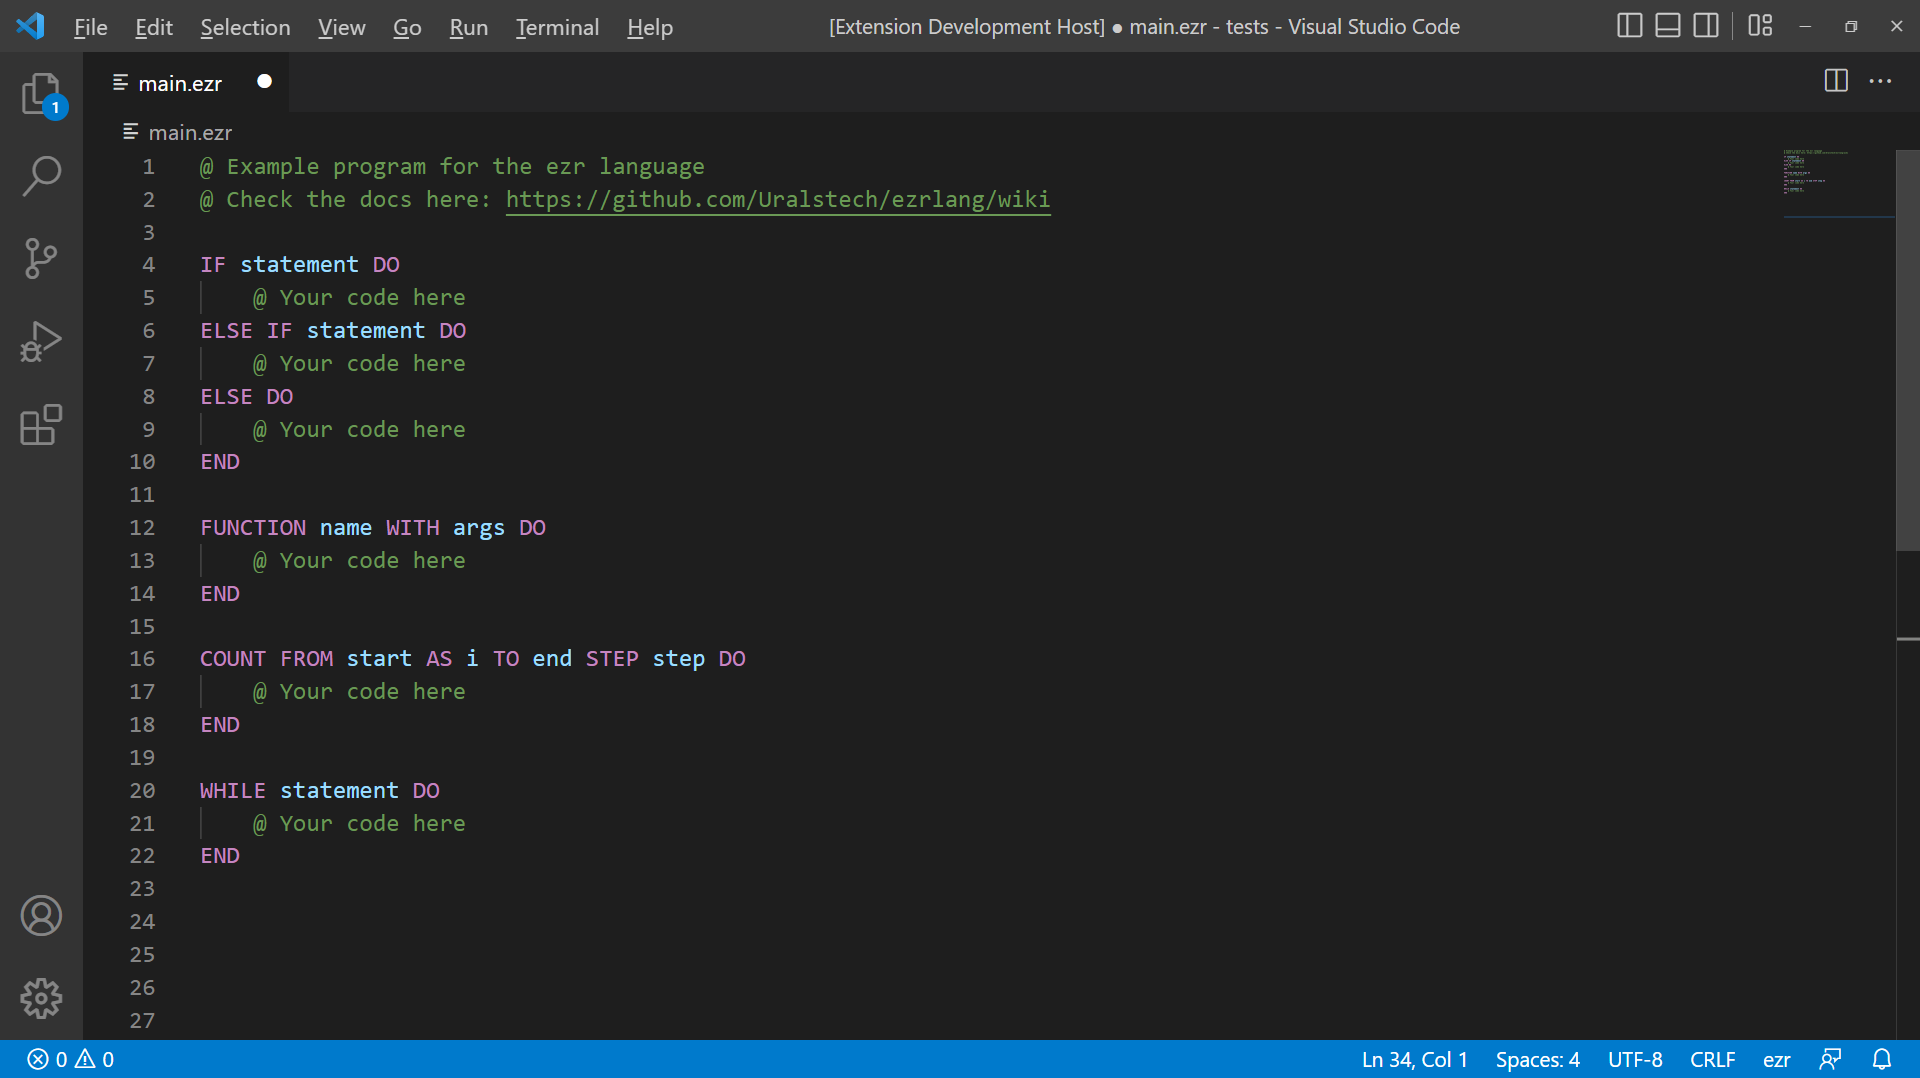 File Edit Selection View Go Run Terminal Help
[Extension Development Host] ● main.ezr - tests - Visual Studio Code
1
main.ezr ●
main.ezr
1 @ Example program for the ezr language
2 @ Check the docs here: https://github.com/Uralstech/ezrlang/wiki
3
4 IF statement DO
5     @ Your code here
6 ELSE IF statement DO
7     @ Your code here
8 ELSE DO
9     @ Your code here
10 END
11
12 FUNCTION name WITH args DO
13     @ Your code here
14 END
15
16 COUNT FROM start AS i TO end STEP step DO
17     @ Your code here
18 END
19
20 WHILE statement DO
21     @ Your code here
22 END
23
24
25
26
27
0 0 Ln 34, Col 1 Spaces: 4 UTF-8 CRLF ezr